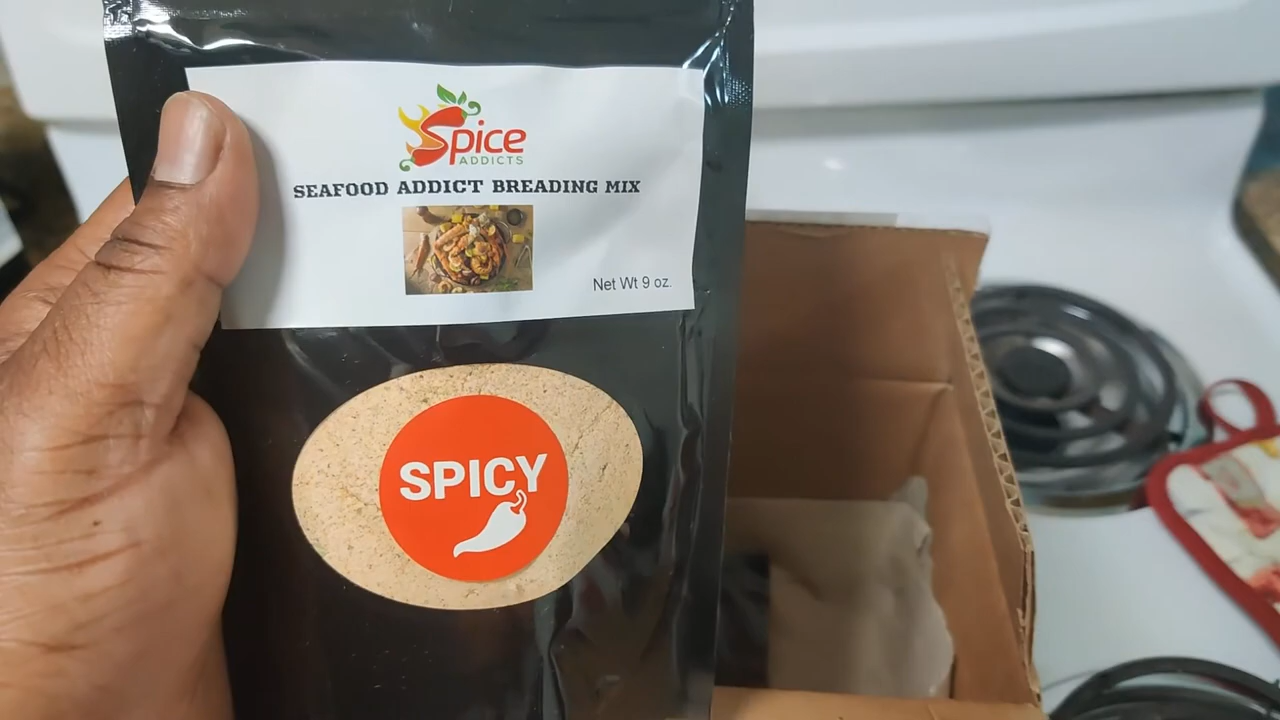 Spice
ADDICTS
SEAFOOD ADDICT BREADING MIX
Net Wt 9 oz.
SPICY